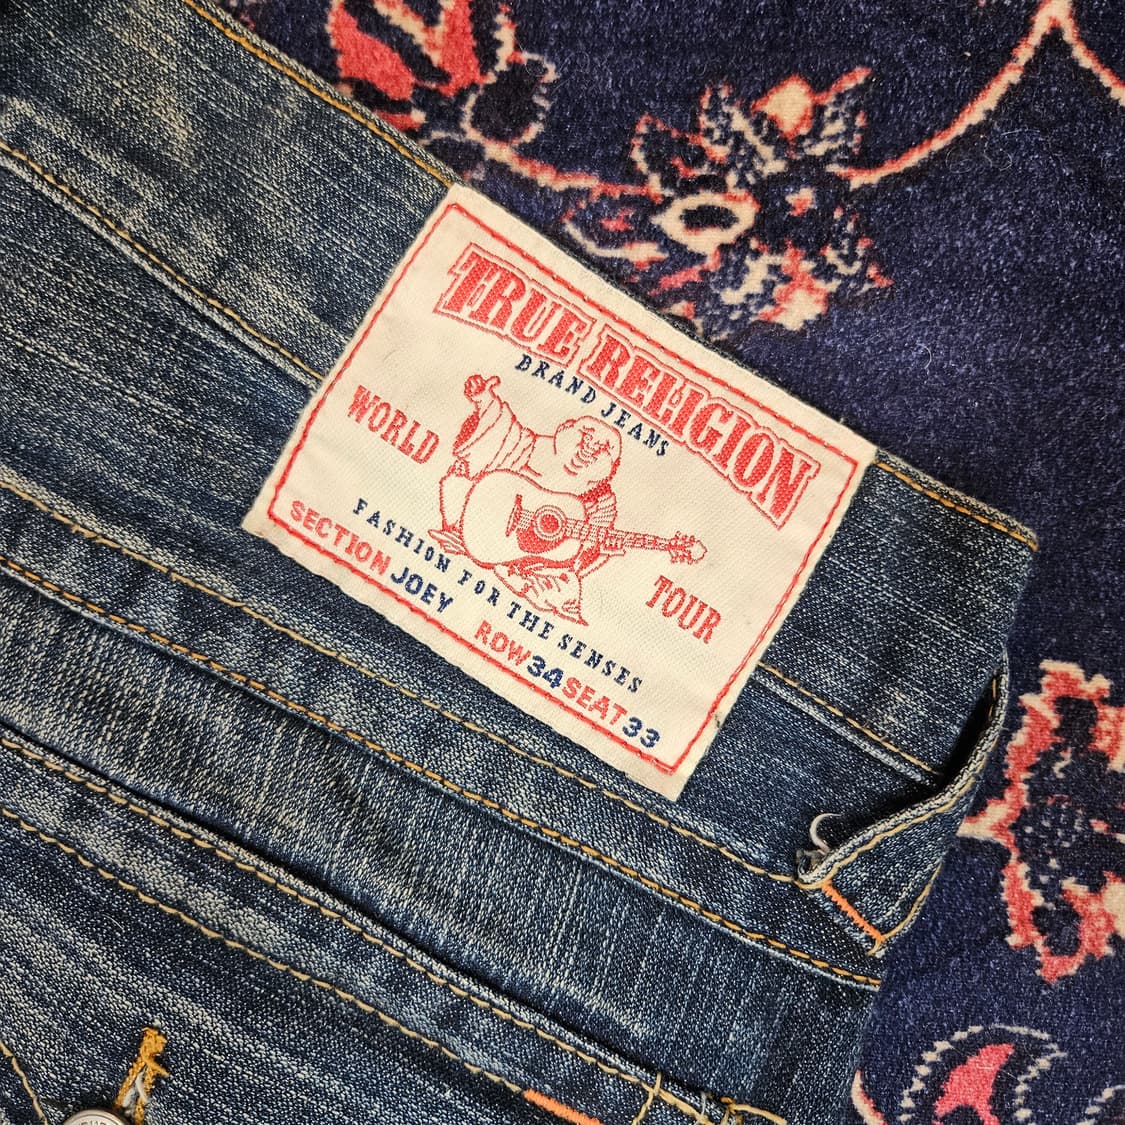 TRUE RELIGION
BRAND JEANS
WORLD TOUR
FASHION FOR THE SENSES
SECTION JOEY ROW 34 SEAT 33